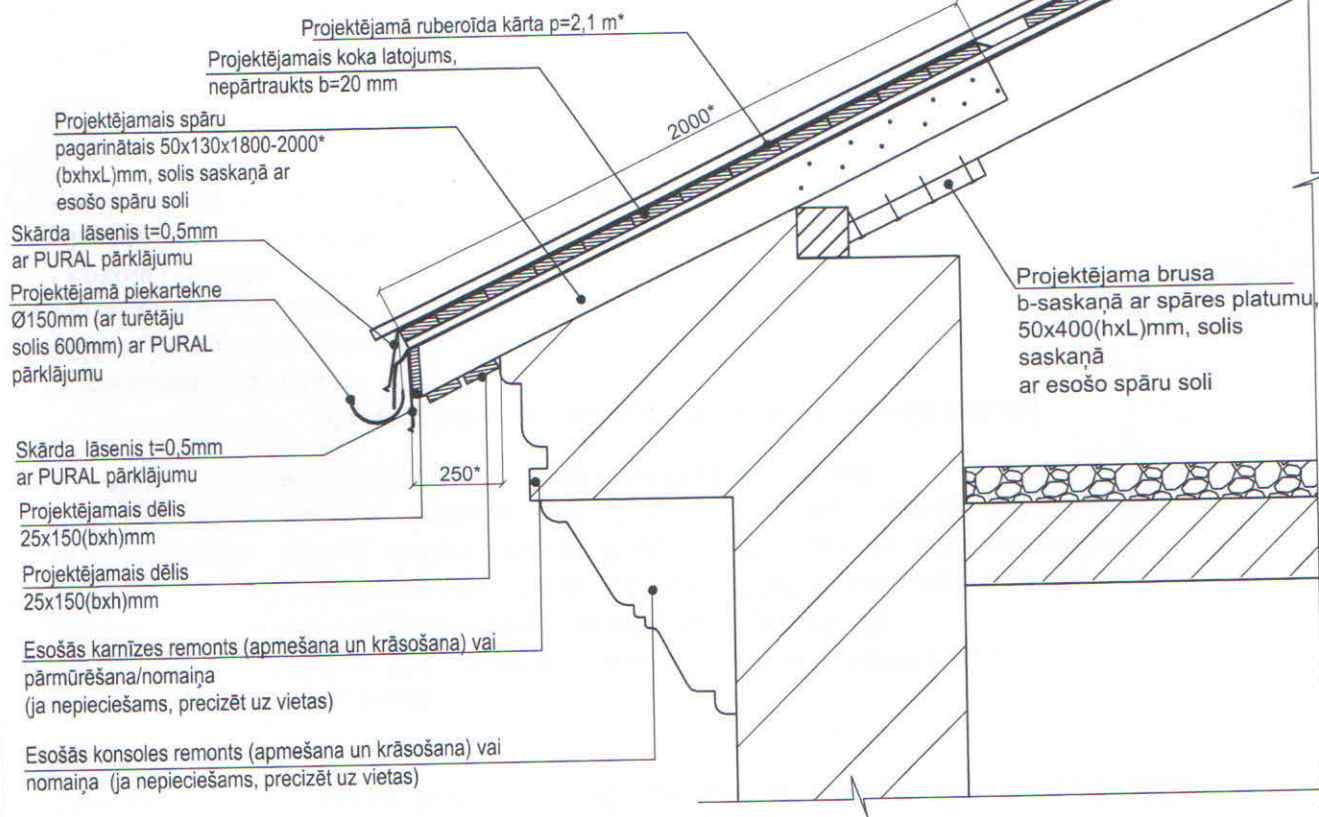 Projektējamā ruberoīda kārta p=2,1 m*
Projektējamais koka latojums,
nepārtraukts b=20 mm
Projektējamais spāru
pagarinātais 50x130x1800-2000*
(bxhxL)mm, solis saskaņā ar
esošo spāru soli
Skārda lāsenis t=0,5mm
ar PURAL pārklājumu
Projektējamā piekartekne
Ø150mm (ar turētāju
solis 600mm) ar PURAL
pārklājumu
Skārda lāsenis t=0,5mm
ar PURAL pārklājumu
Projektējamais dēlis
25x150(bxh)mm
Projektējamais dēlis
25x150(bxh)mm
Esošās karnīzes remonts (apmešana un krāsošana) vai
pārmūrēšana/nomaiņa
(ja nepieciešams, precizēt uz vietas)
Esošās konsoles remonts (apmešana un krāsošana) vai
nomaiņa (ja nepieciešams, precizēt uz vietas)
2000*
250*
Projektējama brusa
b-saskaņā ar spāres platumu,
50x400(hxL)mm, solis
saskaņā
ar esošo spāru soli